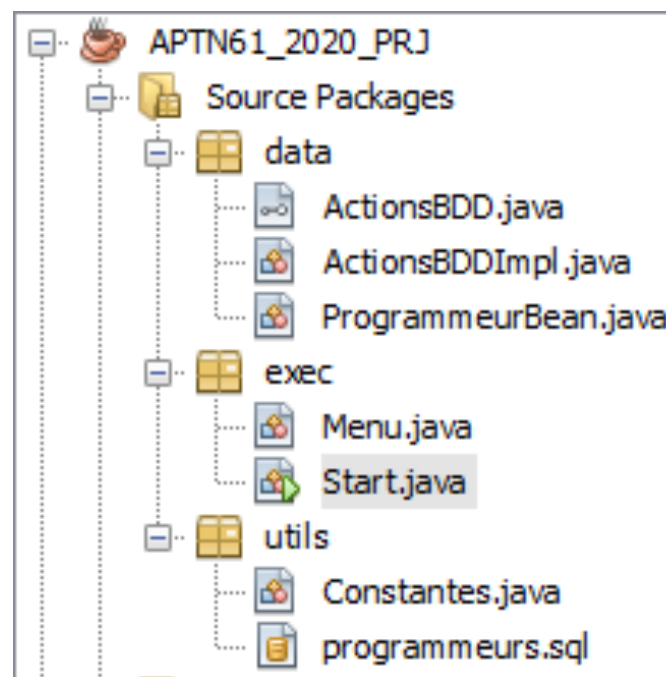 APTN61_2020_PRJ
Source Packages
data
ActionsBDD.java
ActionsBDDImpl.java
ProgrammeurBean.java
exec
Menu.java
Start.java
utils
Constantes.java
programmeurs.sql